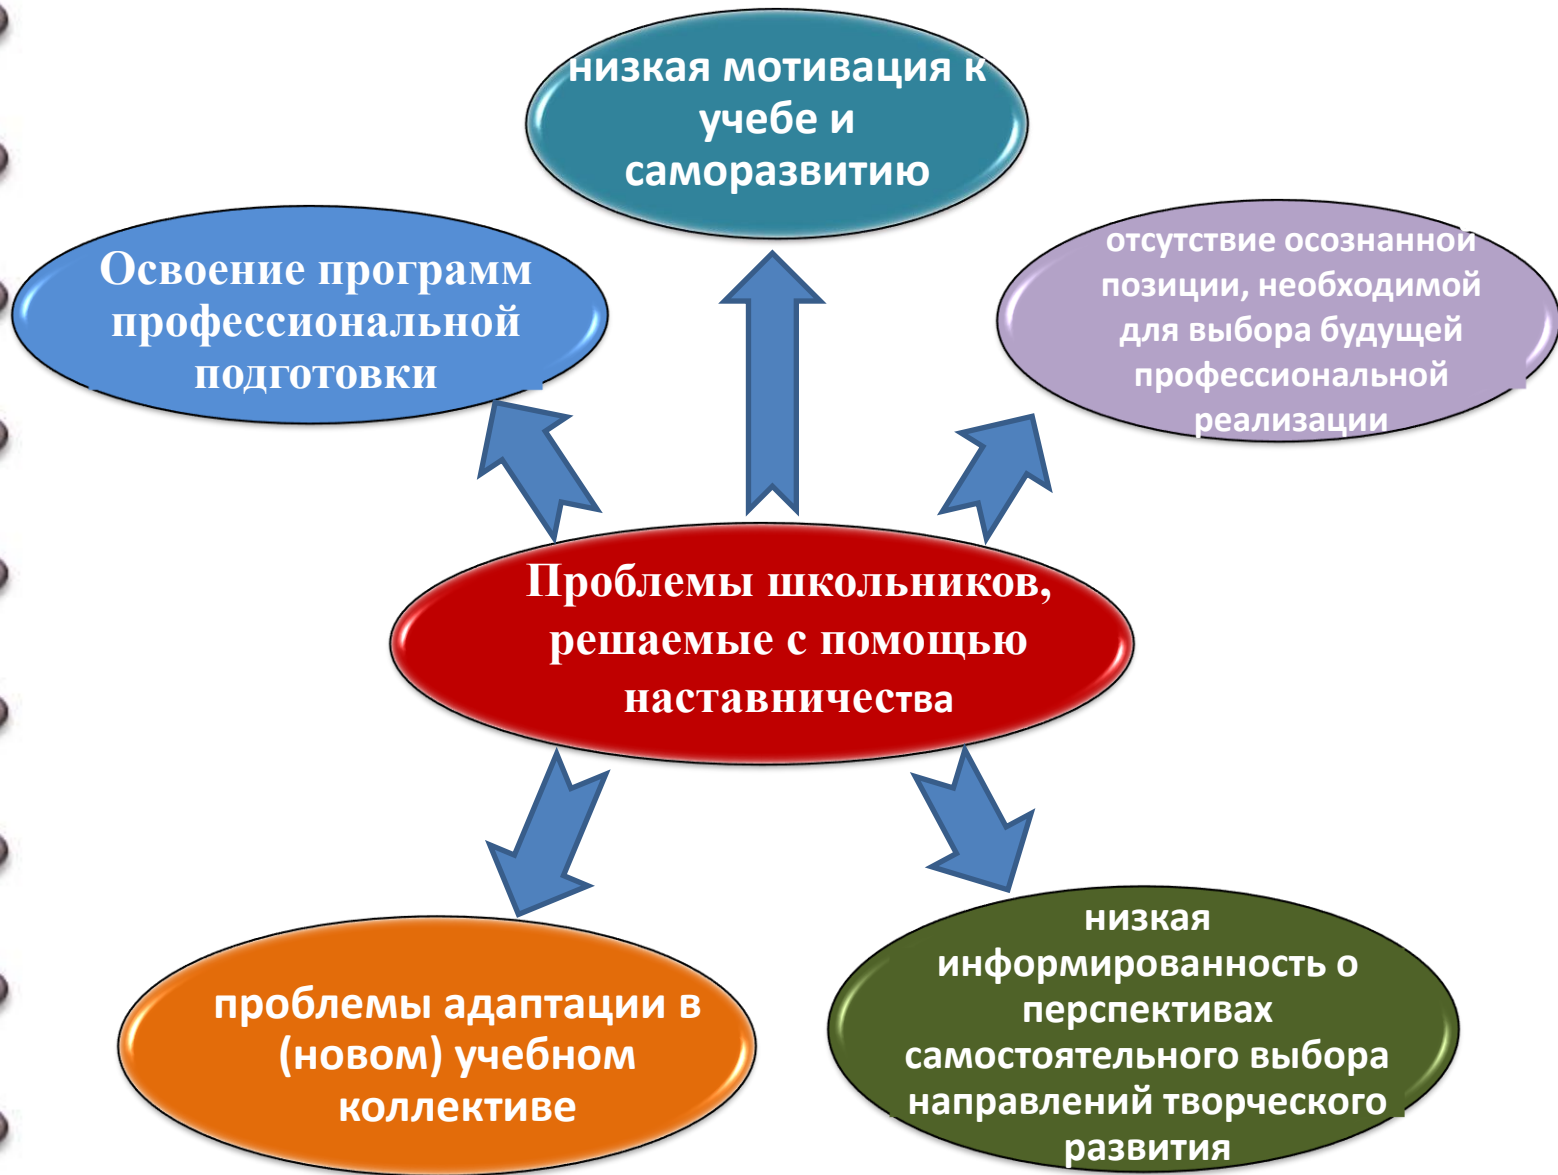 низкая мотивация к
учебе и
саморазвитию
Освоение программ
профессиональной
подготовки
отсутствие осознанной
позиции, необходимой
для выбора будущей
профессиональной
реализации
Проблемы школьников,
решаемые с помощью
наставничества
проблемы адаптации в
(новом) учебном
коллективе
низкая
информированность о
перспективах
самостоятельного выбора
направлений творческого
развития